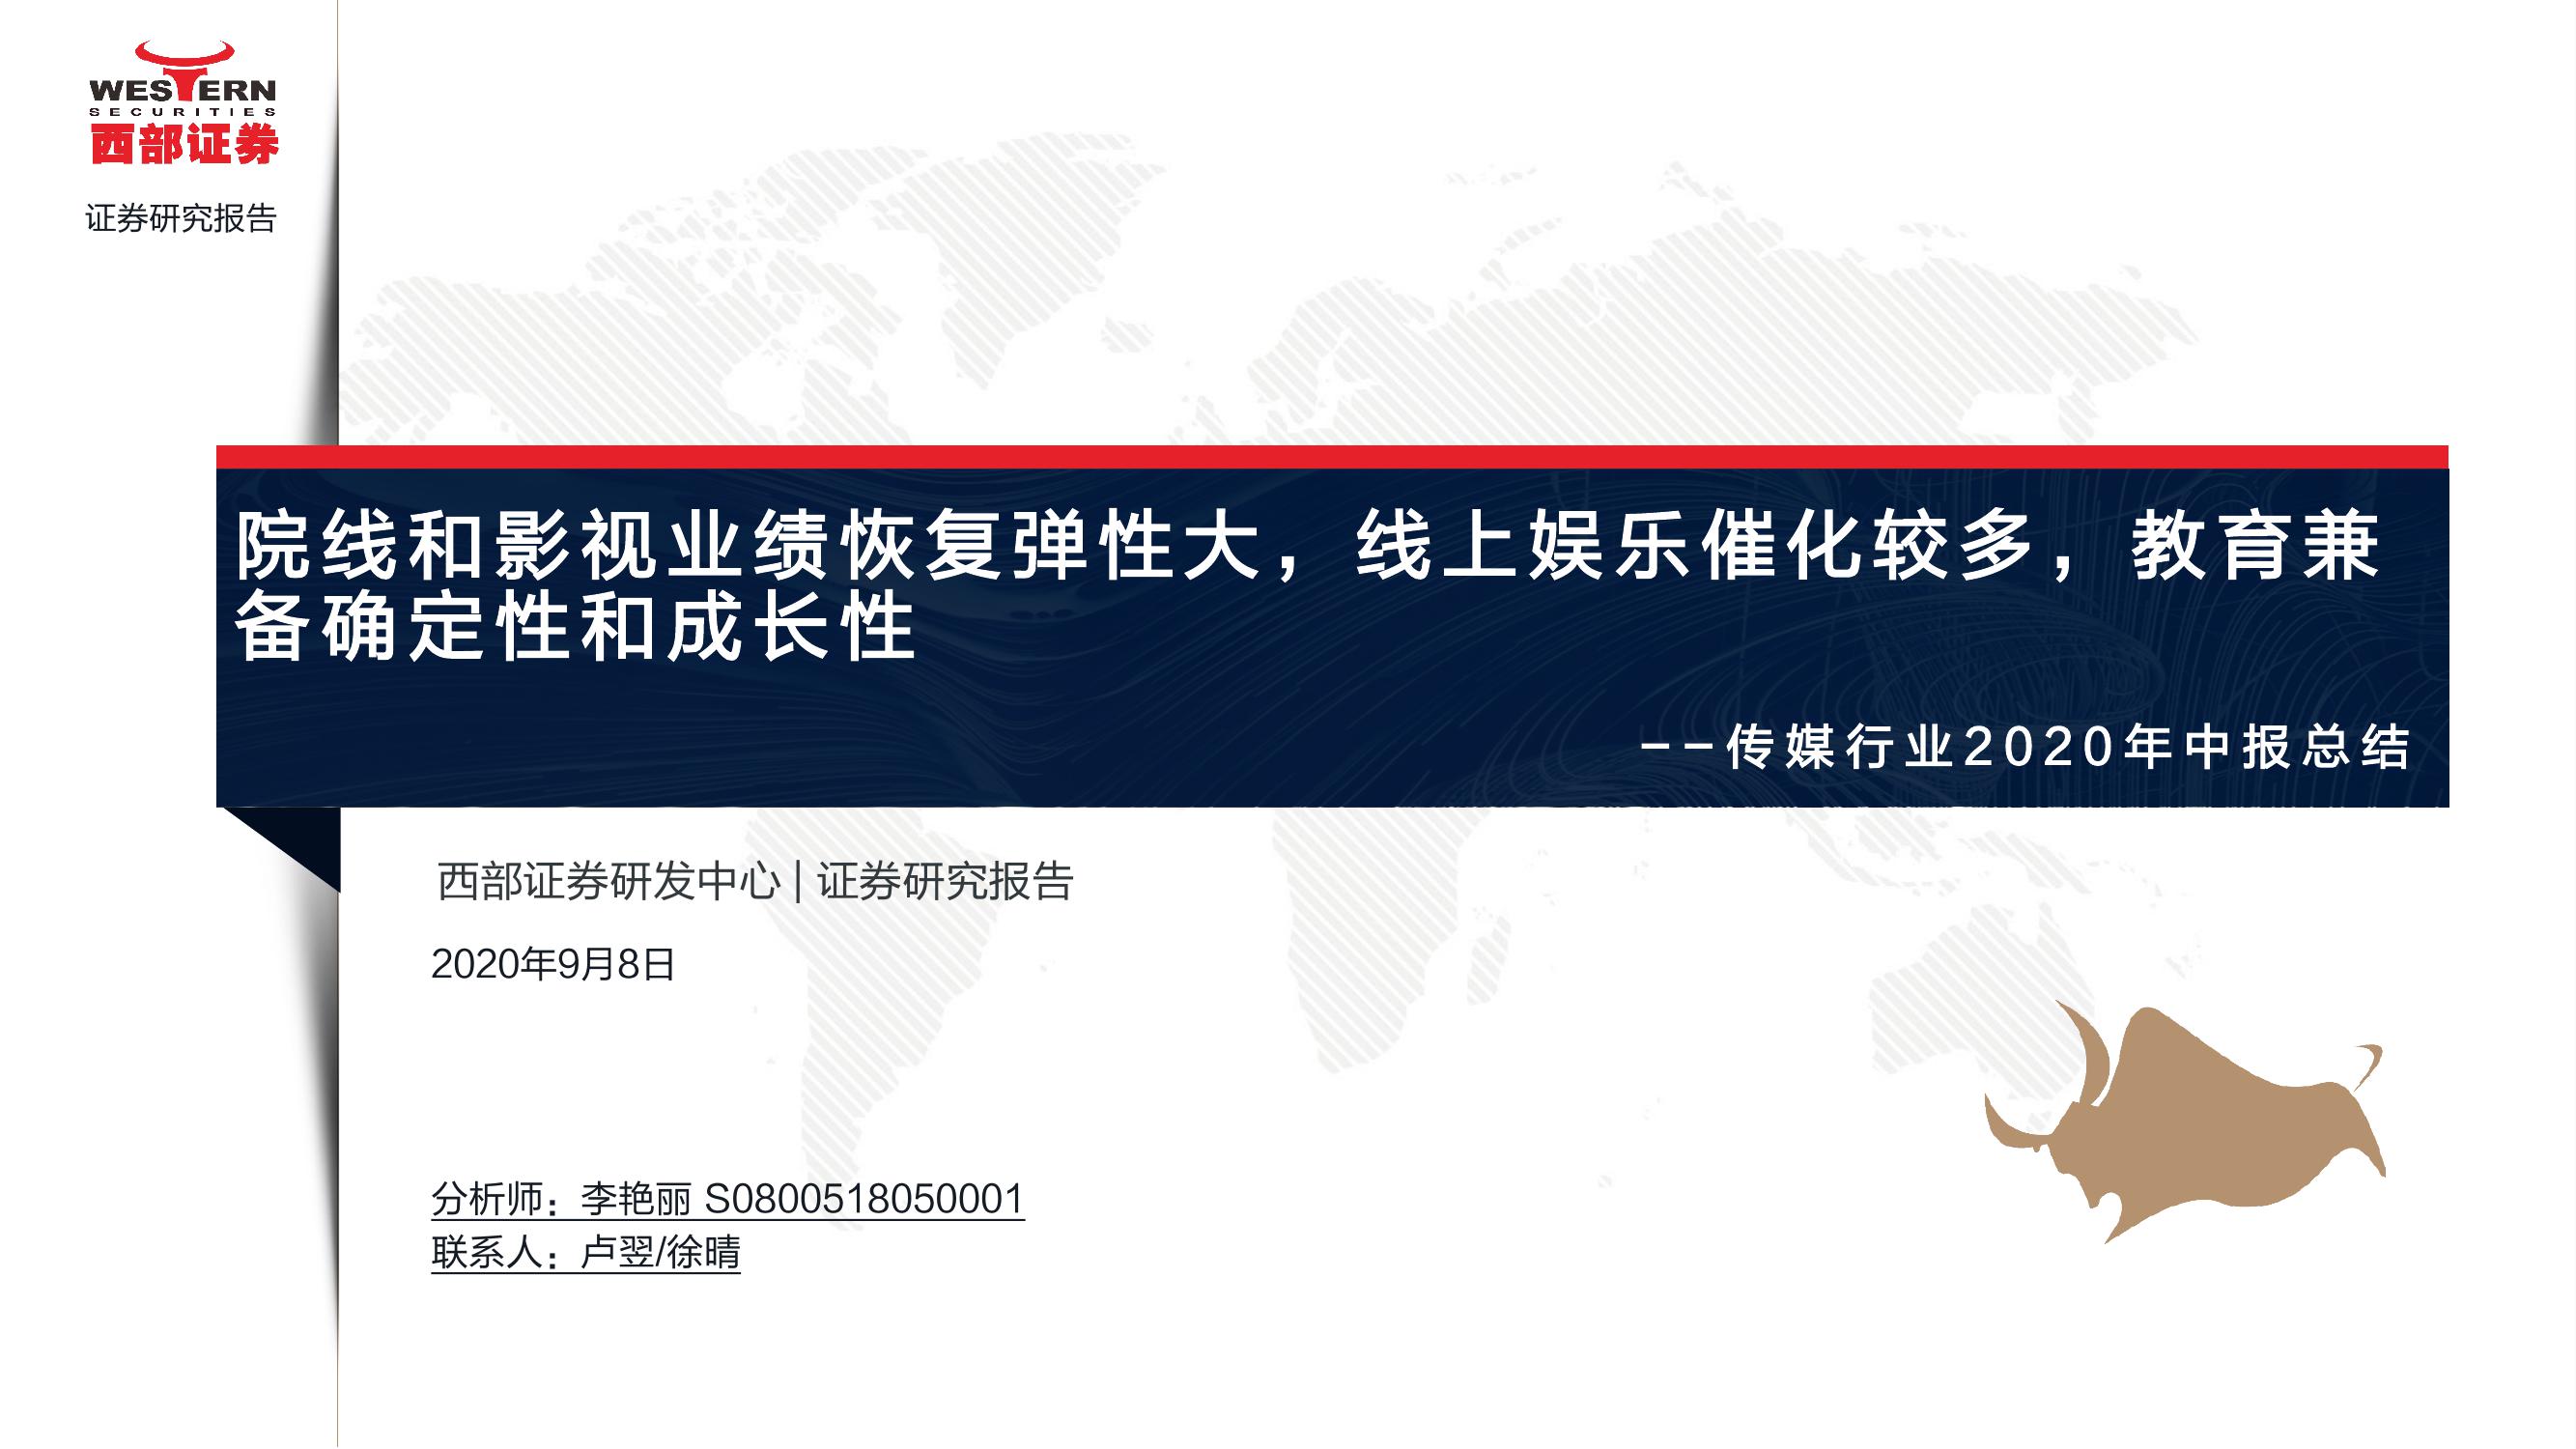 WESTERN
SECURITIES
西部证券
证券研究报告
院线和影视业绩恢复弹性大，线上娱乐催化较多，教育兼
备确定性和成长性
——传媒行业2020年中报总结
西部证券研发中心 | 证券研究报告
2020年9月8日
分析师：李艳丽 S0800518050001
联系人：卢翌/徐晴